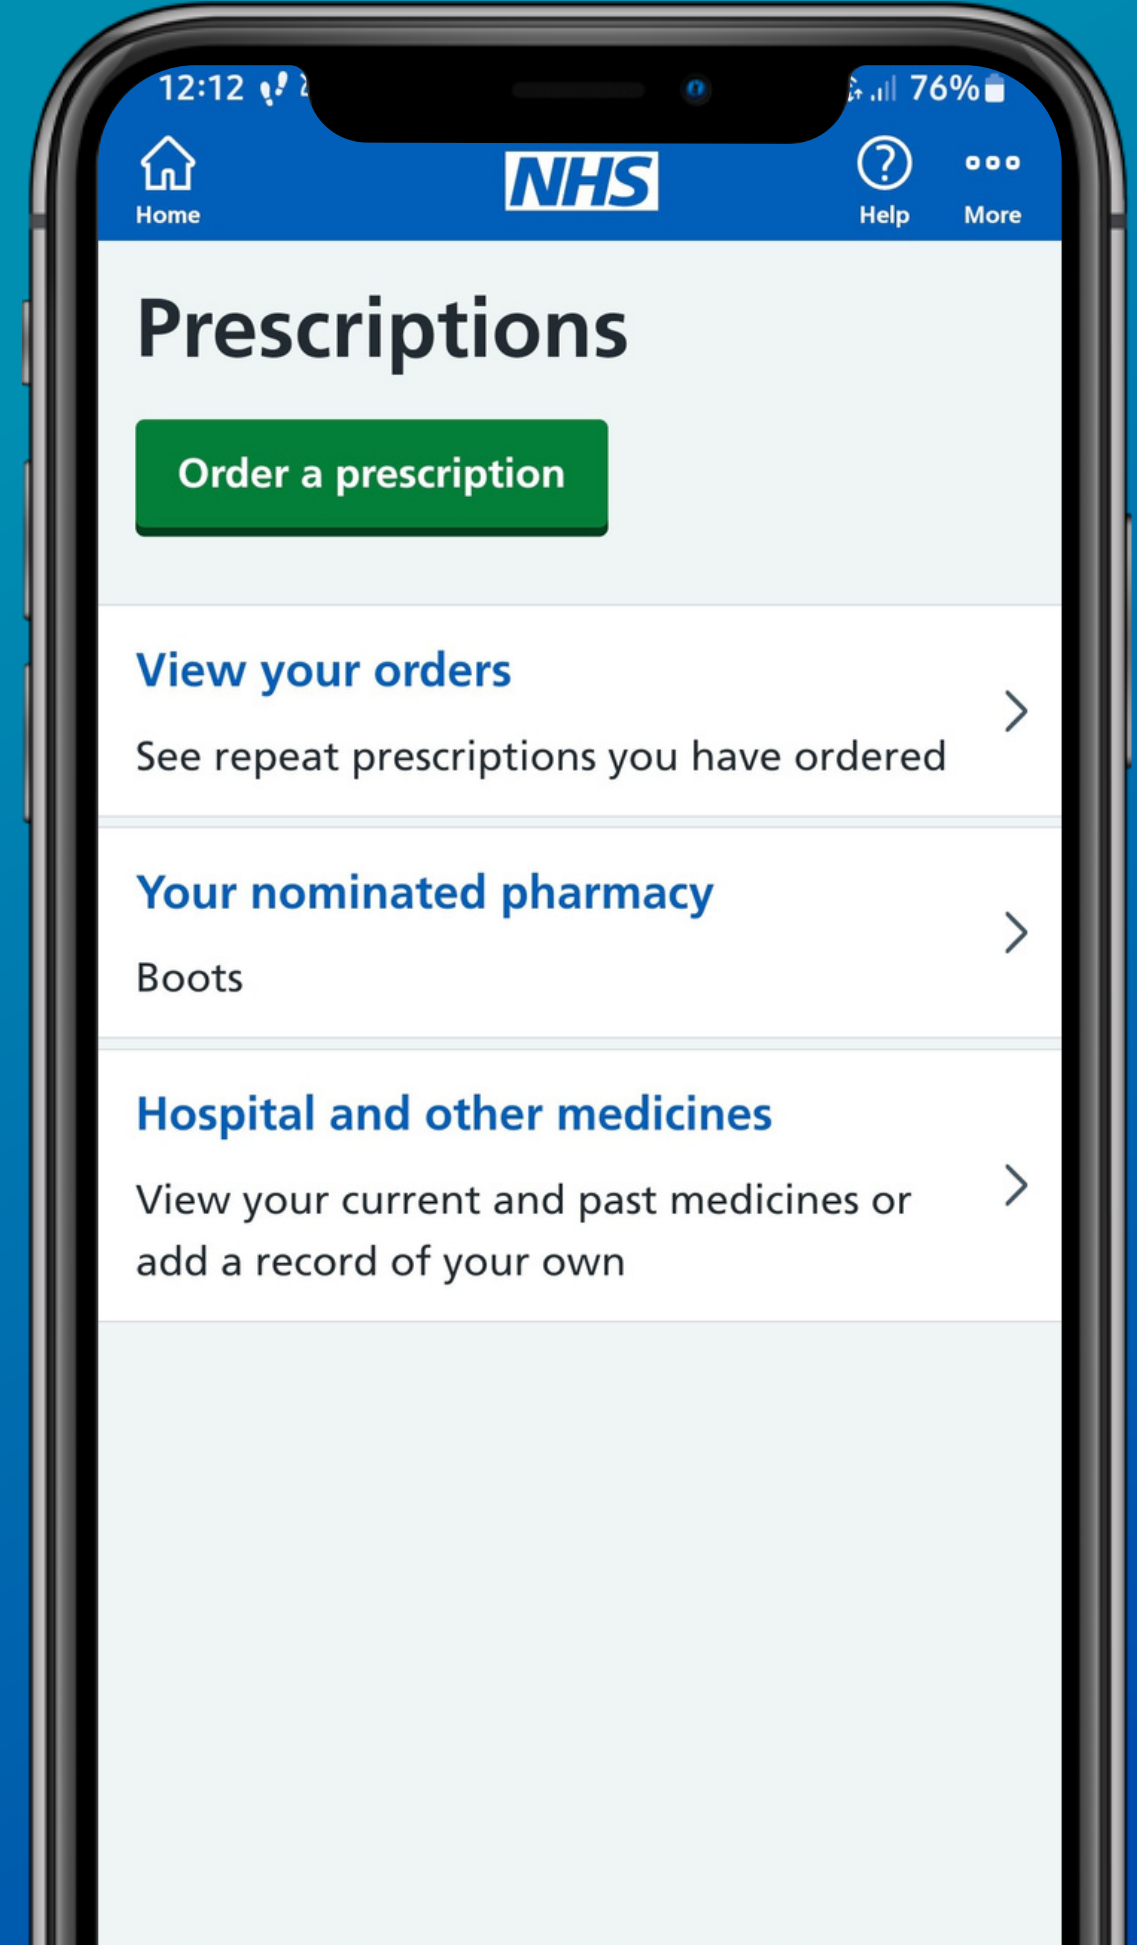 12:12
76%
Home
NHS
Help
More
Prescriptions
Order a prescription
View your orders
See repeat prescriptions you have ordered
Your nominated pharmacy
Boots
Hospital and other medicines
View your current and past medicines or
add a record of your own